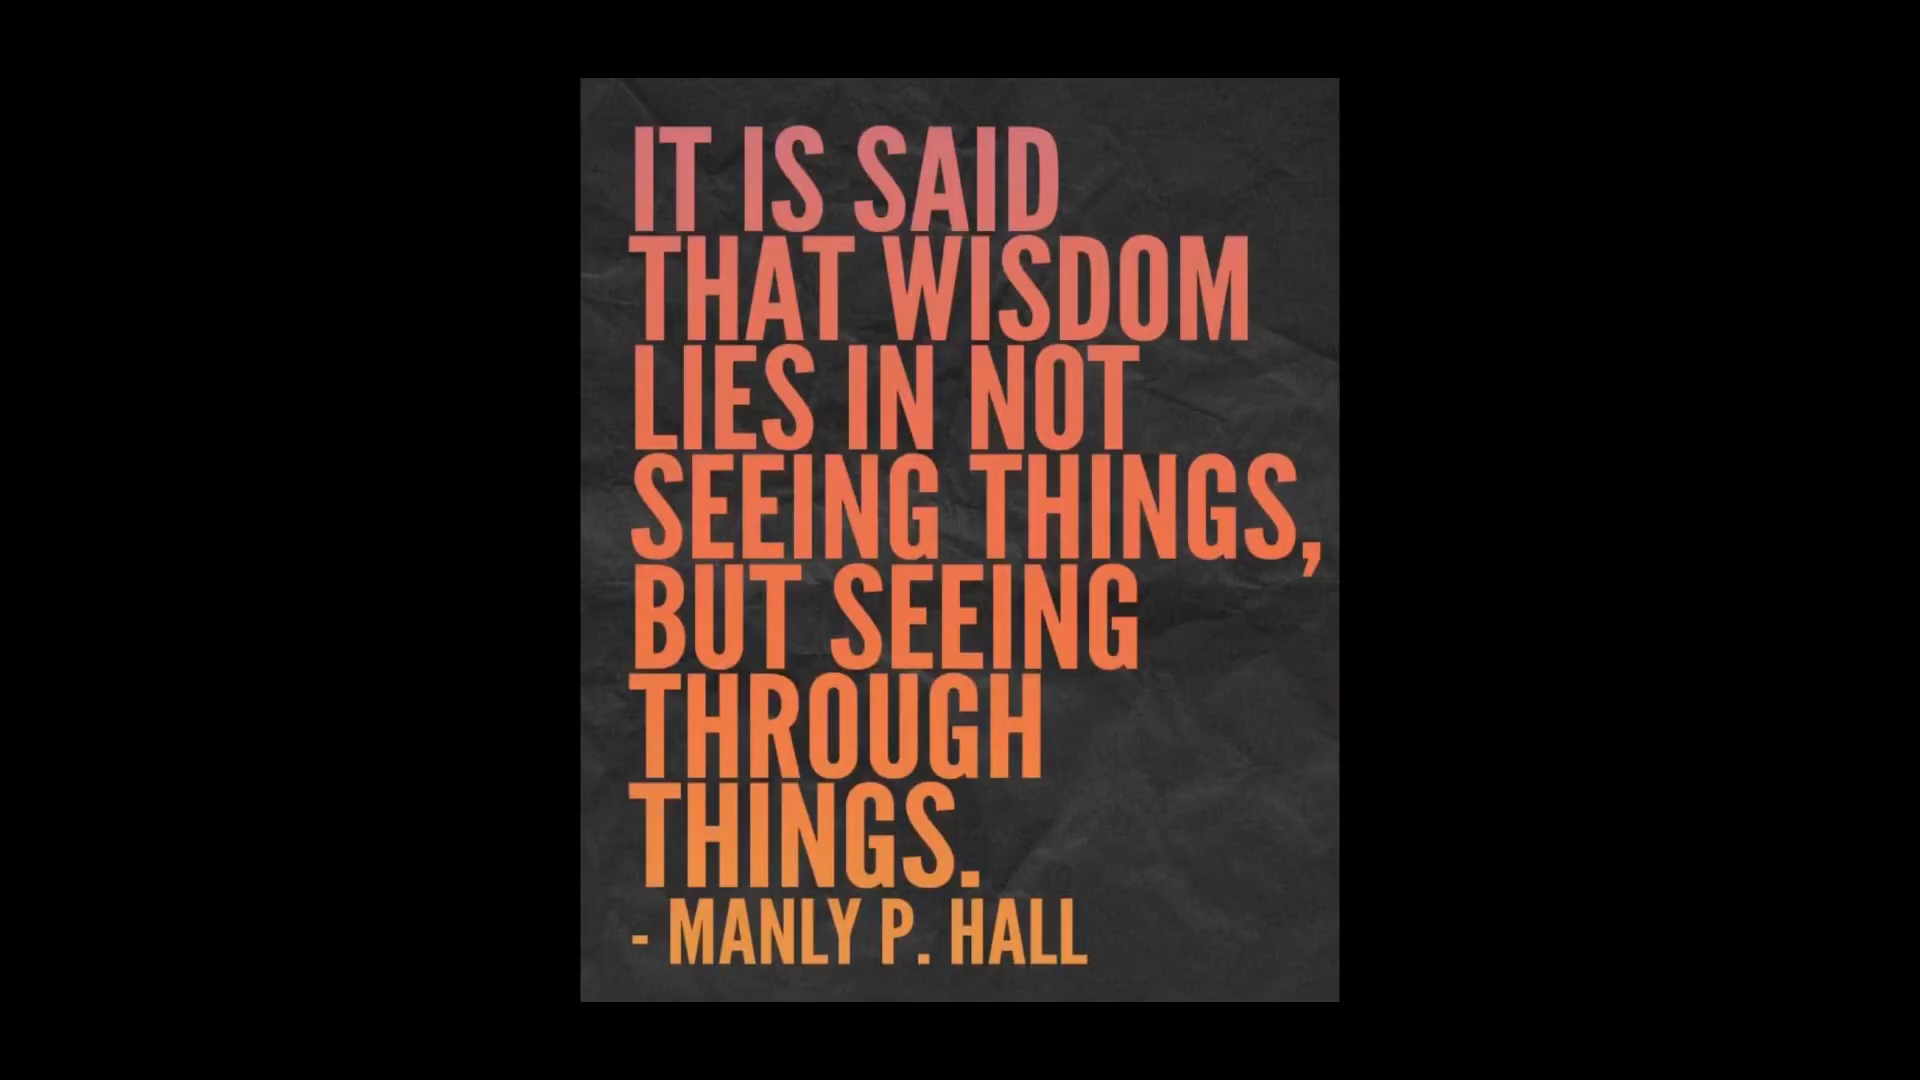 IT IS SAID
THAT WISDOM
LIES IN NOT
SEEING THINGS,
BUT SEEING
THROUGH
THINGS.
- MANLY P. HALL